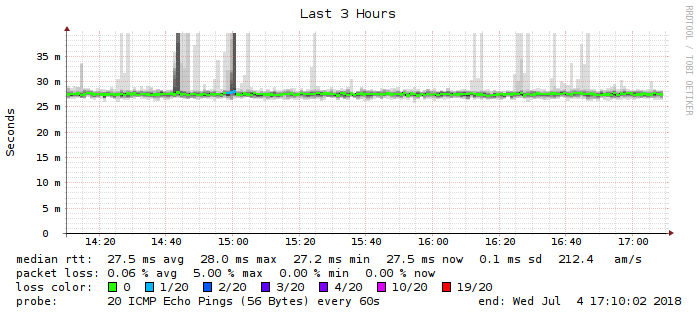 Last 3 Hours
RRDTOOL / TOBI OETIKER
Seconds
35 m
30 m
25 m
20 m
15 m
10 m
5 m
0
14:20 14:40 15:00 15:20 15:40 16:00 16:20 16:40 17:00
median rtt: 27.5 ms avg 28.0 ms max 27.2 ms min 27.5 ms now 0.1 ms sd 212.4 am/s
packet loss: 0.06 % avg 5.00 % max 0.00 % min 0.00 % now
loss color: 0 1/20 2/20 3/20 4/20 10/20 19/20
probe: 20 ICMP Echo Pings (56 Bytes) every 60s end: Wed Jul 4 17:10:02 2018